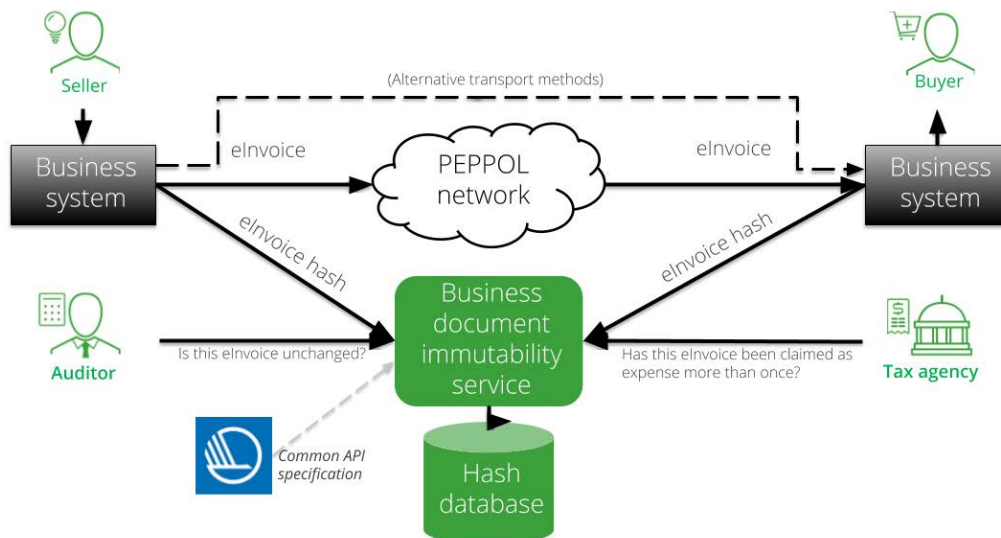 Seller
Buyer
(Alternative transport methods)
Business
system
eInvoice
PEPPOL
network
eInvoice
Business
system
eInvoice hash
eInvoice hash
Business
document
immutability
service
Auditor
Is this eInvoice unchanged?
Has this eInvoice been claimed as
expense more than once?
Tax agency
Common API
specification
Hash
database